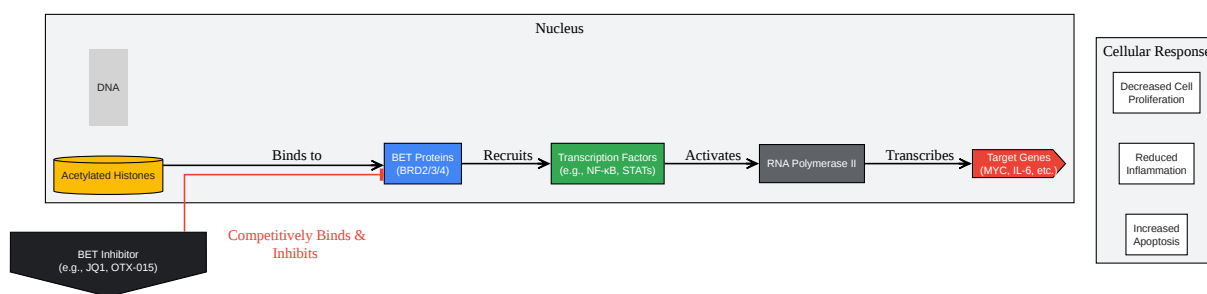 Nucleus
DNA
Acetylated Histones
Binds to
BET Proteins
(BRD2/3/4)
Recruits
Transcription Factors
(e.g., NF-κB, STATs)
Activates
RNA Polymerase II
Transcribes
Target Genes
(MYC, IL-6, etc.)
BET Inhibitor
(e.g., JQ1, OTX-015)
Competitively Binds &
Inhibits
Cellular Response
Decreased Cell
Proliferation
Reduced
Inflammation
Increased
Apoptosis